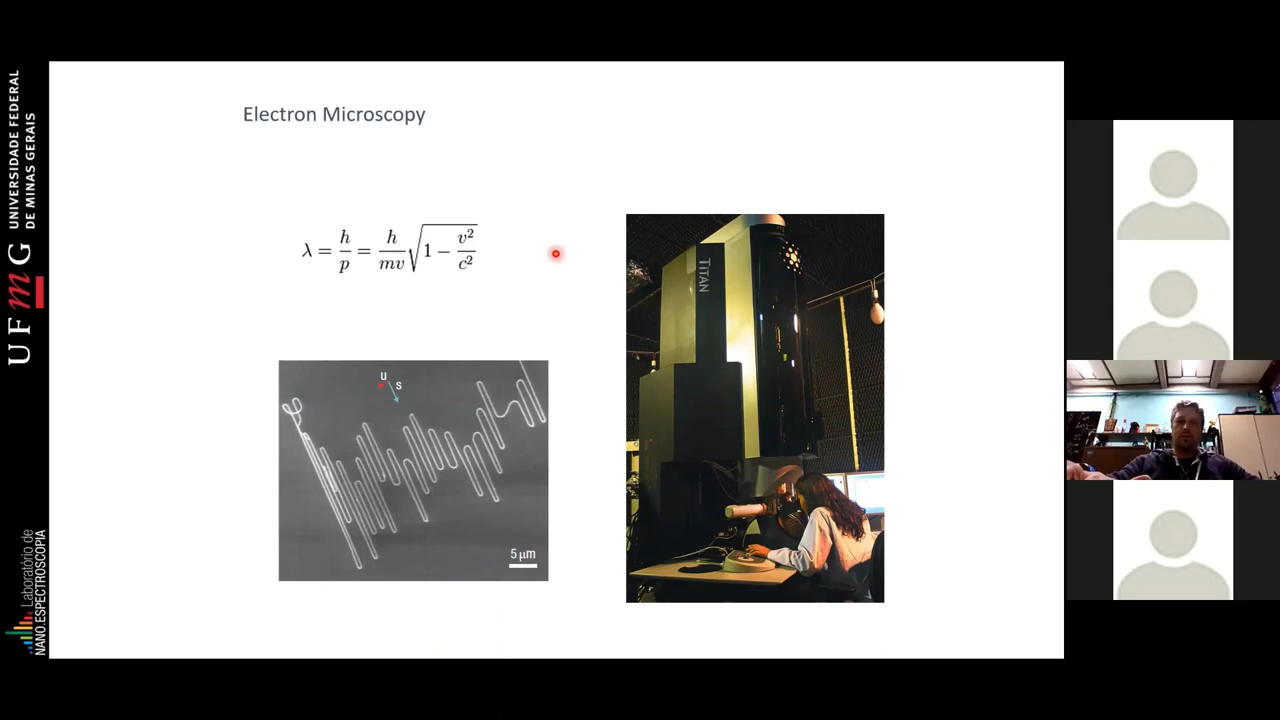 Electron Microscopy
λ = h/p = h/mv √(1 − v²/c²)
u
s
5 µm
TITAN
UFmG
UNIVERSIDADE FEDERAL
DE MINAS GERAIS
Laboratório de
NANO.ESPECTROSCOPIA